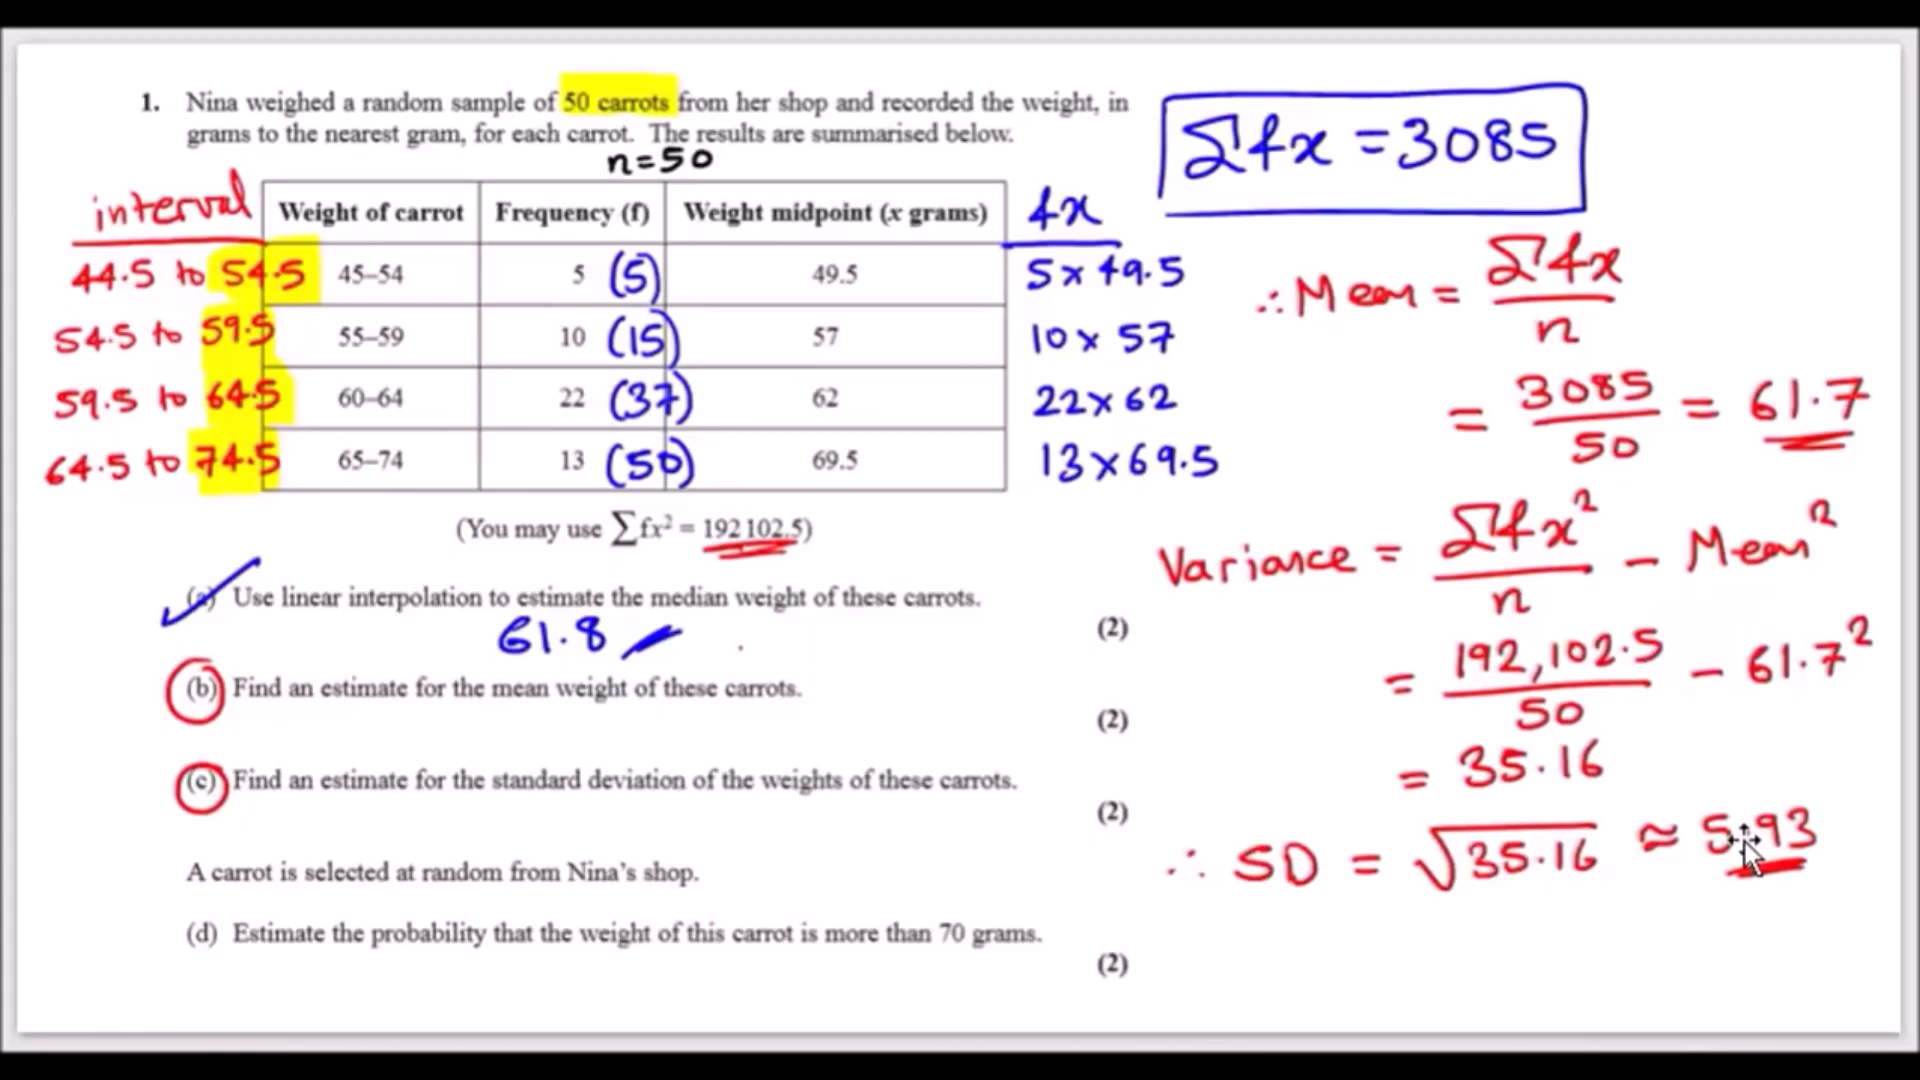 1. Nina weighed a random sample of 50 carrots from her shop and recorded the weight, in
grams to the nearest gram, for each carrot. The results are summarised below.
n=50
interval Weight of carrot Frequency (f) Weight midpoint (x grams) fx
44.5 to 54.5 45–54 5 (5) 49.5 5 x 49.5
54.5 to 59.5 55–59 10 (15) 57 10 x 57
59.5 to 64.5 60–64 22 (37) 62 22 x 62
64.5 to 74.5 65–74 13 (50) 69.5 13 x 69.5
(You may use ∑fx² = 192 102.5)
(a) Use linear interpolation to estimate the median weight of these carrots.
(2)
61.8
(b) Find an estimate for the mean weight of these carrots.
(2)
(c) Find an estimate for the standard deviation of the weights of these carrots.
(2)
A carrot is selected at random from Nina's shop.
(d) Estimate the probability that the weight of this carrot is more than 70 grams.
(2)
∑fx = 3085
∴ Mean = ∑fx / n
= 3085 / 50 = 61.7
Variance = ∑fx² / n − Mean²
= 192,102.5 / 50 − 61.7²
= 35.16
∴ SD = √35.16 ≈ 5.93